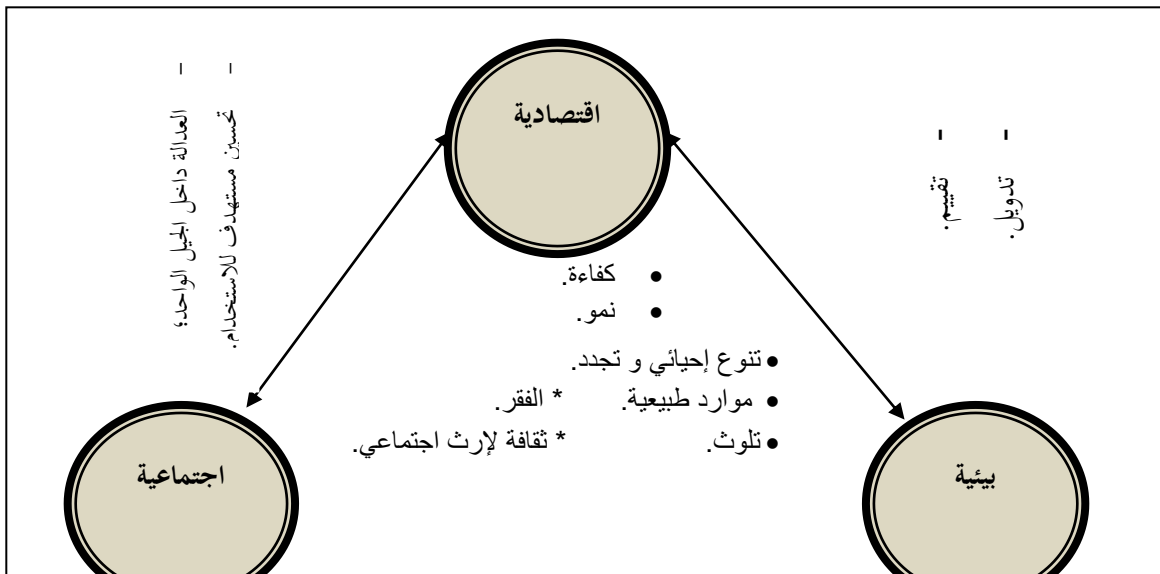 اقتصادية
- العدالة داخل الجيل الواحد؛
- تحسين مستهدف للاستخدام.
- تدويل.
- تقييم.
• كفاءة.
• نمو.
• تنوع إحيائي و تجدد.
• موارد طبيعية. * الفقر.
• تلوث. * ثقافة لإرث اجتماعي.
بيئية
اجتماعية